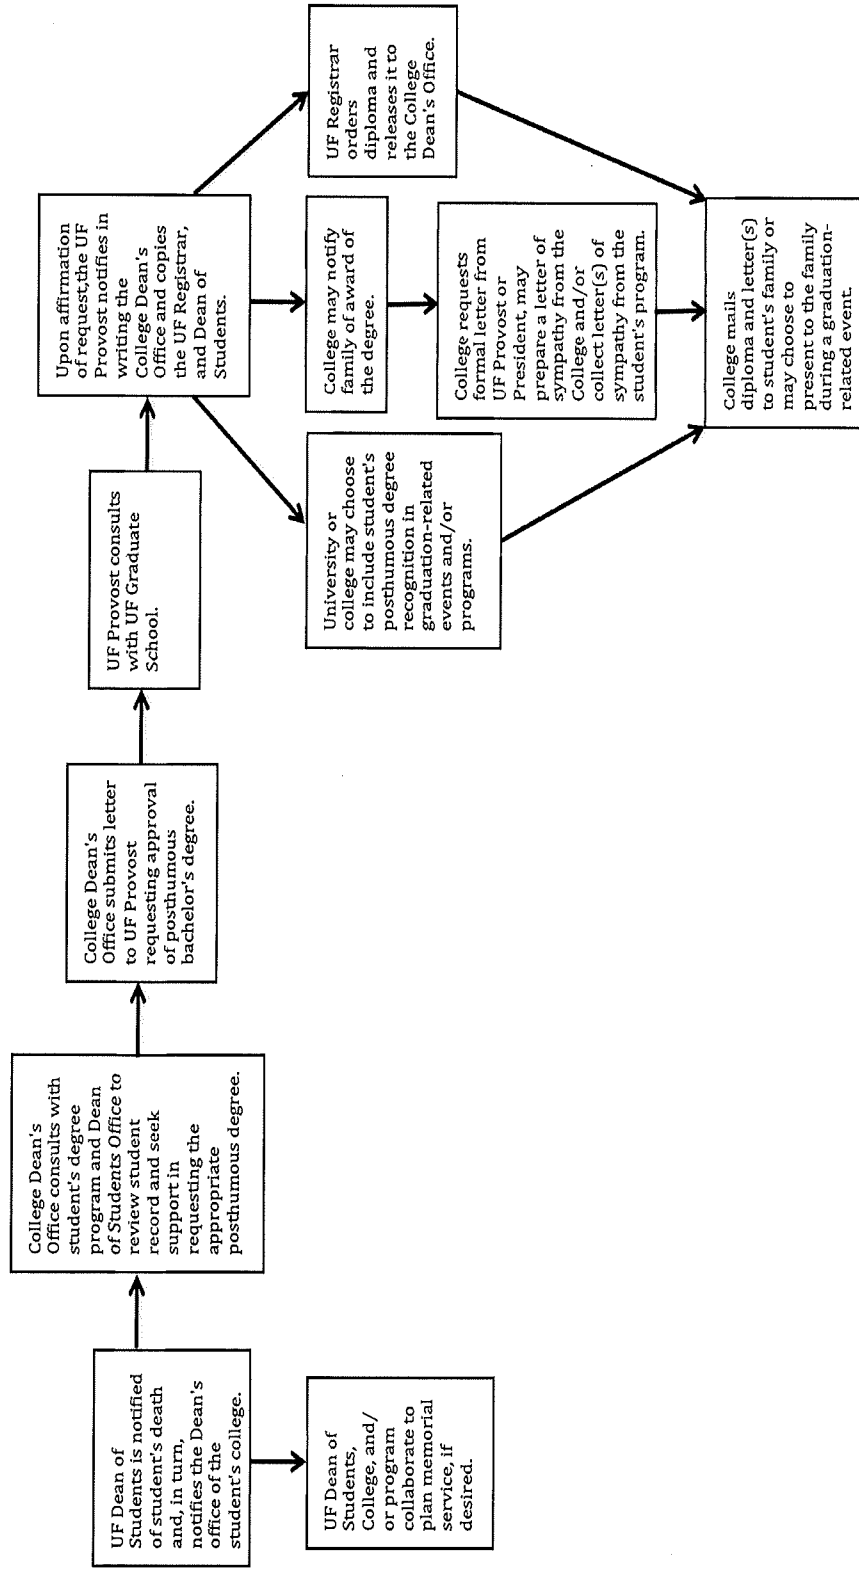 UF Dean of
Students is notified
of student's death
and, in turn,
notifies the Dean's
office of the
student's college.
UF Dean of
Students,
College, and/
or program
collaborate to
plan memorial
service, if
desired.
College Dean's
Office consults with
student's degree
program and Dean
of Students Office to
review student
record and seek
support in
requesting the
appropriate
posthumous degree.
College Dean's
Office submits letter
to UF Provost
requesting approval
of posthumous
bachelor's degree.
UF Provost consults
with UF Graduate
School.
Upon affirmation
of request,the UF
Provost notifies in
writing the
College Dean's
Office and copies
the UF Registrar,
and Dean of
Students.
University or
college may choose
to include student's
posthumous degree
recognition in
graduation-related
events and/or
programs.
College may notify
family of award of
the degree.
UF Registrar
orders
diploma and
releases it to
the College
Dean's Office.
College requests
formal letter from
UF Provost or
President, may
prepare a letter of
sympathy from the
College and/or
collect letter(s) of
sympathy from the
student's program.
College mails
diploma and letter(s)
to student's family or
may choose to
present to the family
during a graduation-
related event.